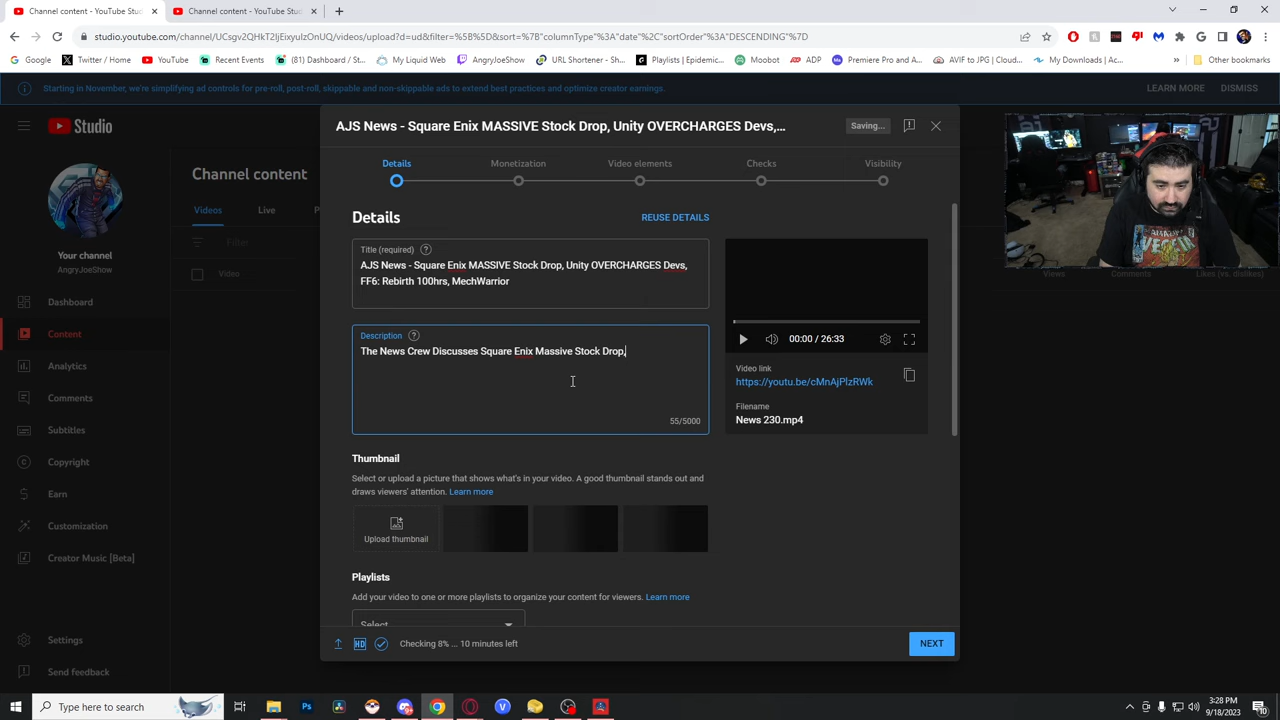 Channel content - YouTube Studi
Channel content - YouTube Studi
studio.youtube.com/channel/UCsgv2QHkT2ljEixyulzOnUQ/videos/upload?d=ud&filter=%5B%5D&sort=%7B"columnType"%3A"date"%2C"sortOrder"%3A"DESCENDING"%7D
Google
Twitter / Home
YouTube
Recent Events
(81) Dashboard / St...
My Liquid Web
Twitch
AngryJoeShow
URL Shortener - Sh...
Playlists | Epidemic...
Moobot
ADP
Premiere Pro and A...
AVIF to JPG | Cloud...
My Downloads | Ac...
»
Other bookmarks
Starting in November, we're simplifying ad controls for pre-roll, post-roll, skippable and non-skippable ads to extend best practices and optimize creator earnings.
LEARN MORE
DISMISS
Studio
Your channel
AngryJoeShow
Dashboard
Content
Analytics
Comments
Subtitles
Copyright
Earn
Customization
Creator Music [Beta]
Settings
Send feedback
Channel content
Videos
Live
P
Filter
Video
Views
Comments
Likes (vs. dislikes)
AJS News - Square Enix MASSIVE Stock Drop, Unity OVERCHARGES Devs,...
Saving...
Details
Monetization
Video elements
Checks
Visibility
Details
REUSE DETAILS
Title (required)
AJS News - Square Enix MASSIVE Stock Drop, Unity OVERCHARGES Devs,
FF6: Rebirth 100hrs, MechWarrior
Description
The News Crew Discusses Square Enix Massive Stock Drop,
55/5000
00:00 / 26:33
Video link
https://youtu.be/cMnAjPlzRWk
Filename
News 230.mp4
Thumbnail
Select or upload a picture that shows what's in your video. A good thumbnail stands out and
draws viewers' attention. Learn more
Upload thumbnail
Playlists
Add your video to one or more playlists to organize your content for viewers. Learn more
Select
HD
Checking 8% ... 10 minutes left
NEXT
Type here to search
3:28 PM
9/18/2023